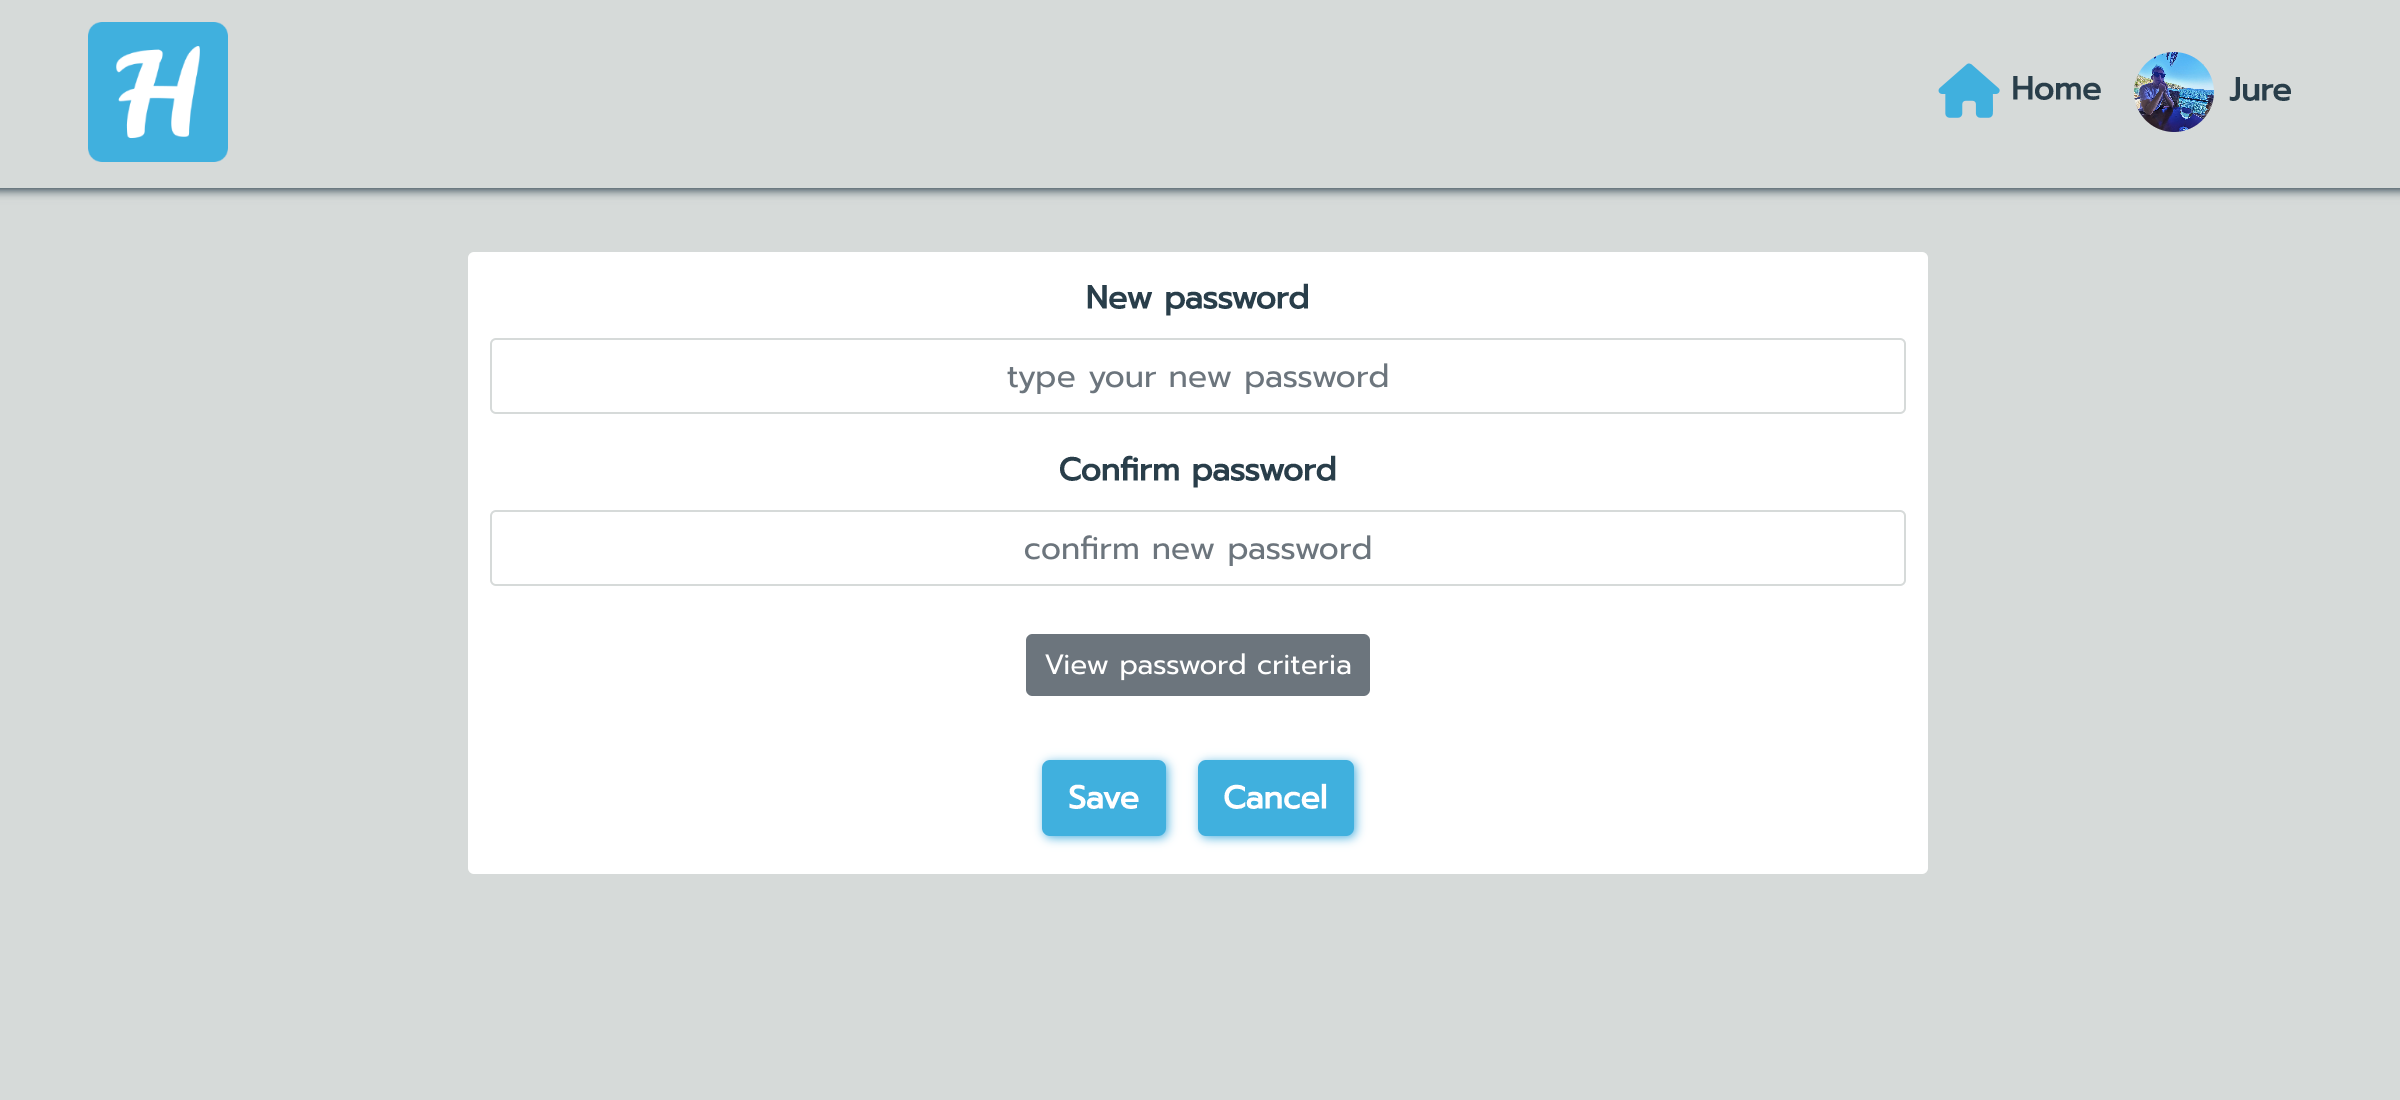 H
Home
Jure
New password
type your new password
Confirm password
confirm new password
View password criteria
Save
Cancel